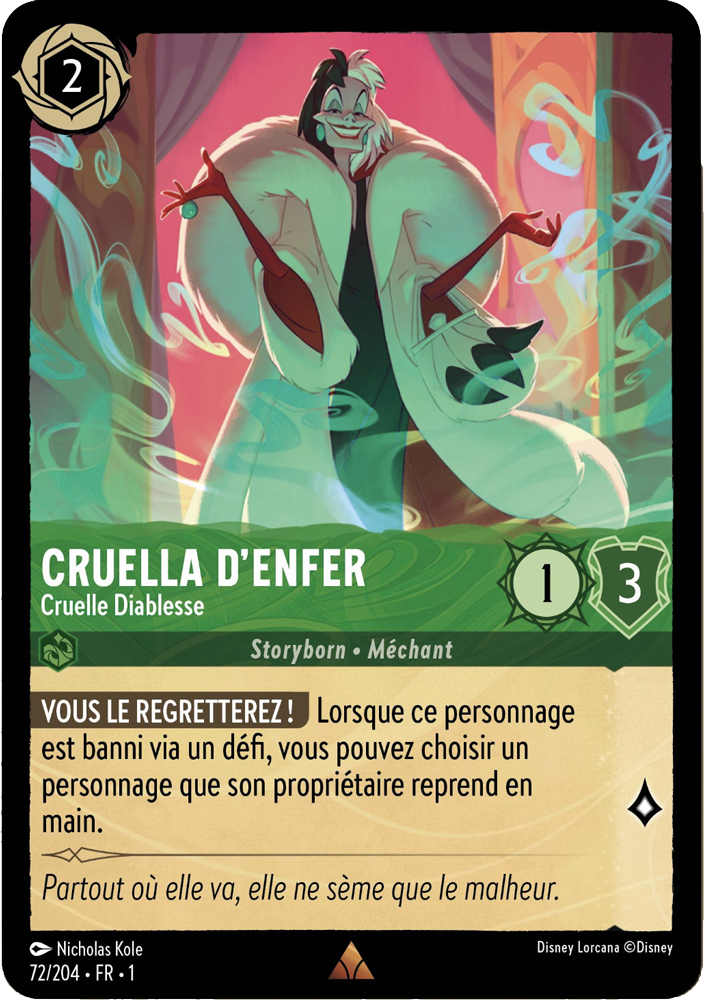 2
CRUELLA D'ENFER
Cruelle Diablesse
1
3
Storyborn • Méchant
VOUS LE REGRETTEREZ ! Lorsque ce personnage
est banni via un défi, vous pouvez choisir un
personnage que son propriétaire reprend en
main.
Partout où elle va, elle ne sème que le malheur.
Nicholas Kole
Disney Lorcana ©Disney
72/204 • FR • 1